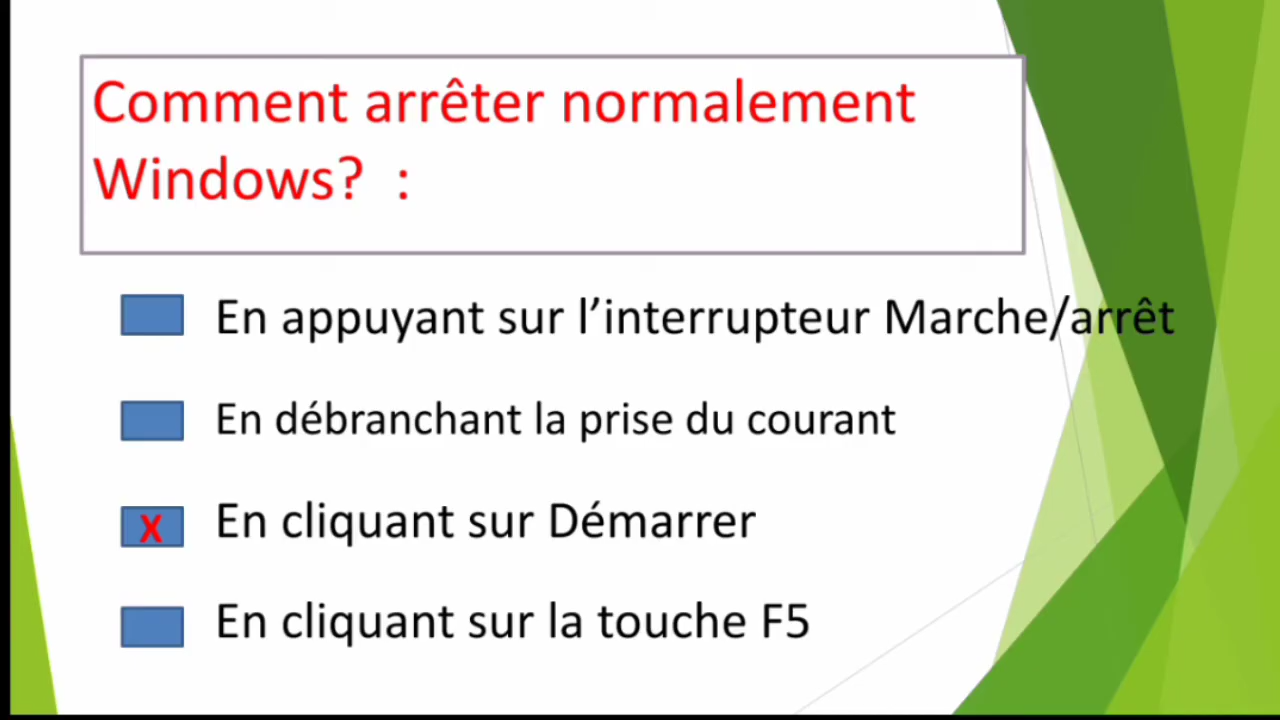 Comment arrêter normalement
Windows?  :
En appuyant sur l’interrupteur Marche/arrêt
En débranchant la prise du courant
X En cliquant sur Démarrer
En cliquant sur la touche F5